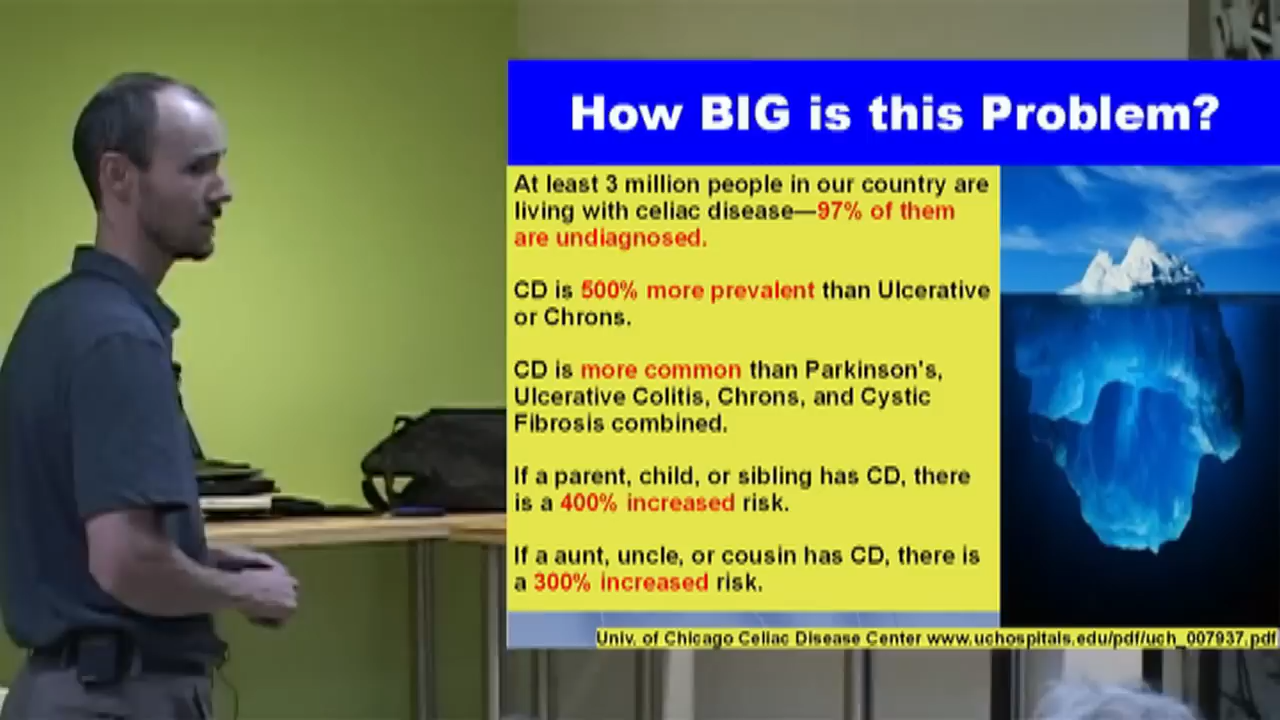 How BIG is this Problem?
At least 3 million people in our country are
living with celiac disease—97% of them
are undiagnosed.
CD is 500% more prevalent than Ulcerative
or Chrons.
CD is more common than Parkinson's,
Ulcerative Colitis, Chrons, and Cystic
Fibrosis combined.
If a parent, child, or sibling has CD, there
is a 400% increased risk.
If a aunt, uncle, or cousin has CD, there is
a 300% increased risk.
Univ. of Chicago Celiac Disease Center www.uchospitals.edu/pdf/uch_007937.pdf